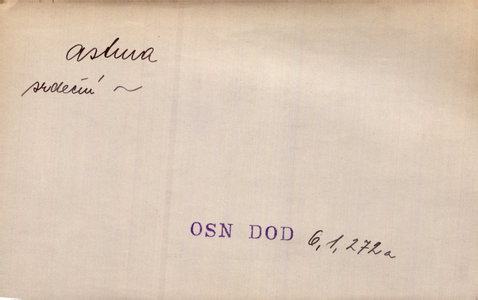 astma
srdeční ~
OSN DOD 6,1,272a